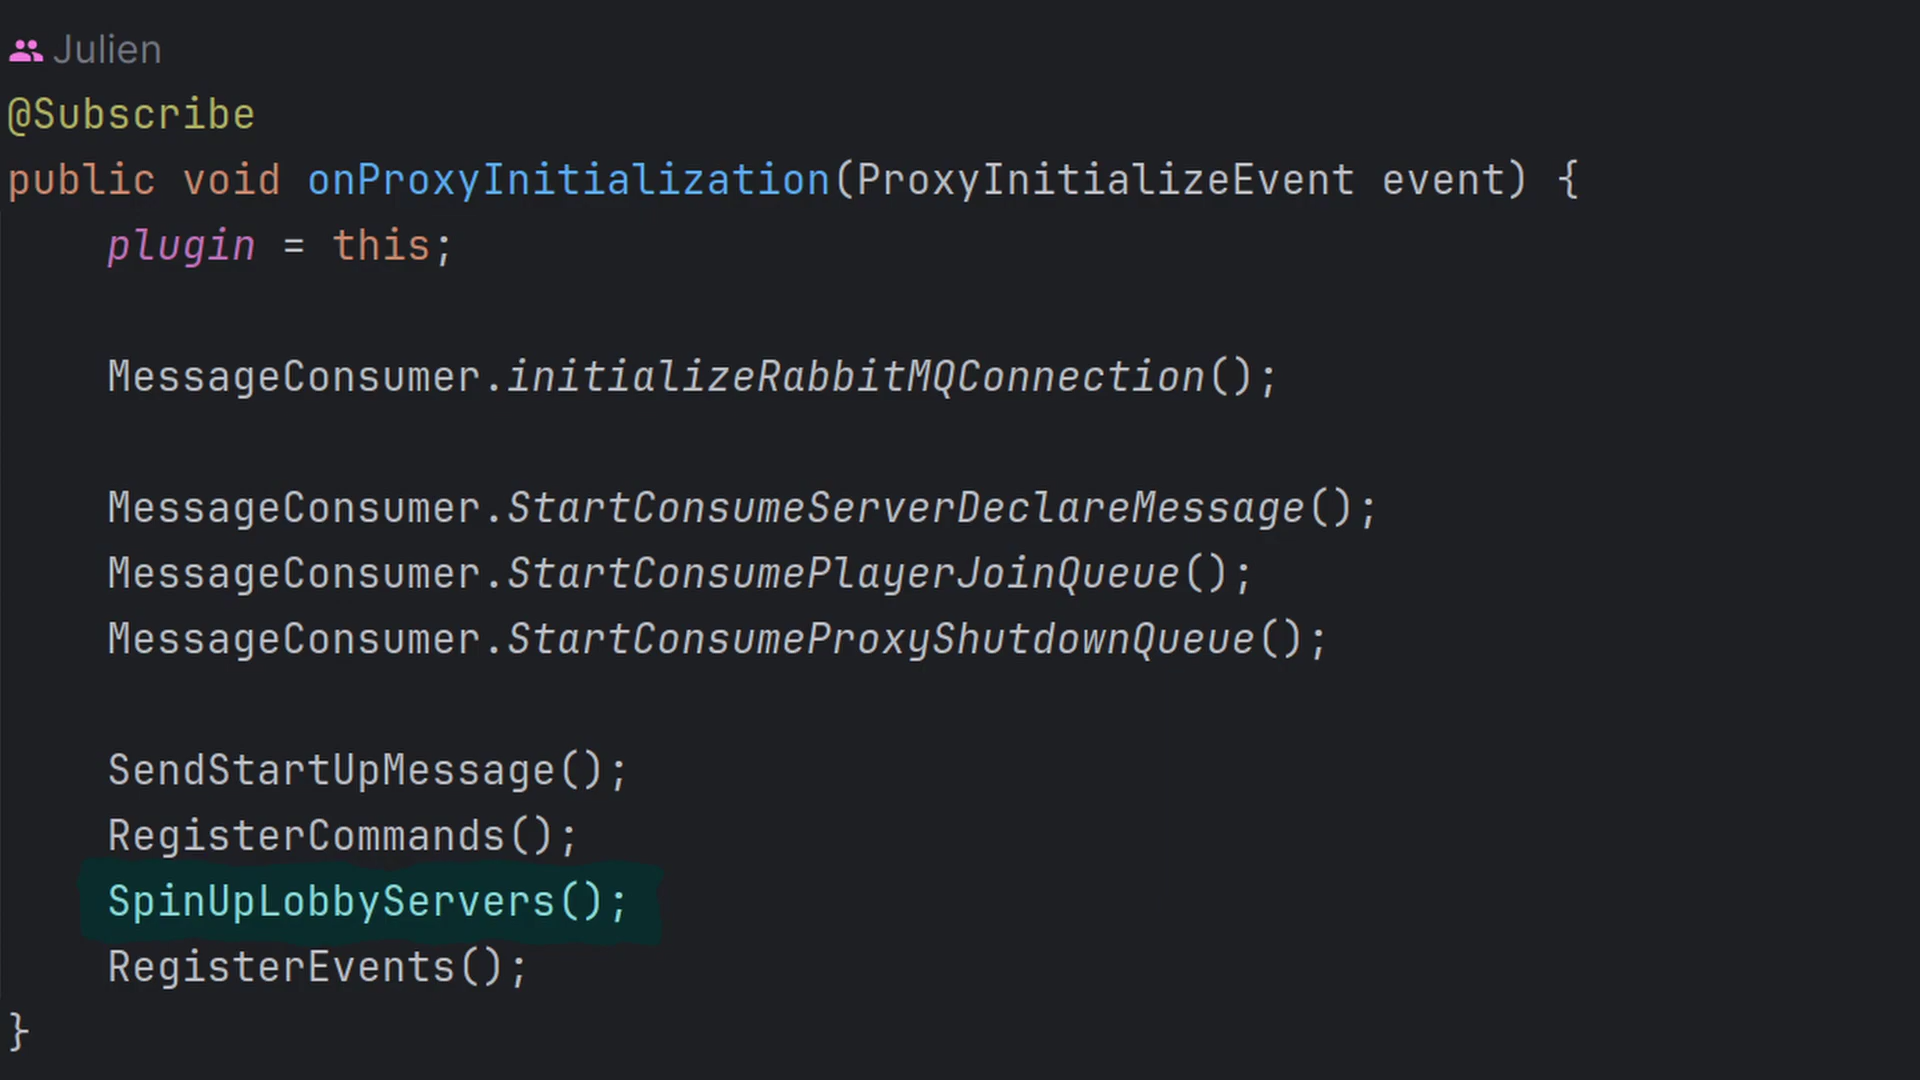 Julien
@Subscribe
public void onProxyInitialization(ProxyInitializeEvent event) {
    plugin = this;
    MessageConsumer.initializeRabbitMQConnection();
    MessageConsumer.StartConsumeServerDeclareMessage();
    MessageConsumer.StartConsumePlayerJoinQueue();
    MessageConsumer.StartConsumeProxyShutdownQueue();
    SendStartUpMessage();
    RegisterCommands();
    SpinUpLobbyServers();
    RegisterEvents();
}